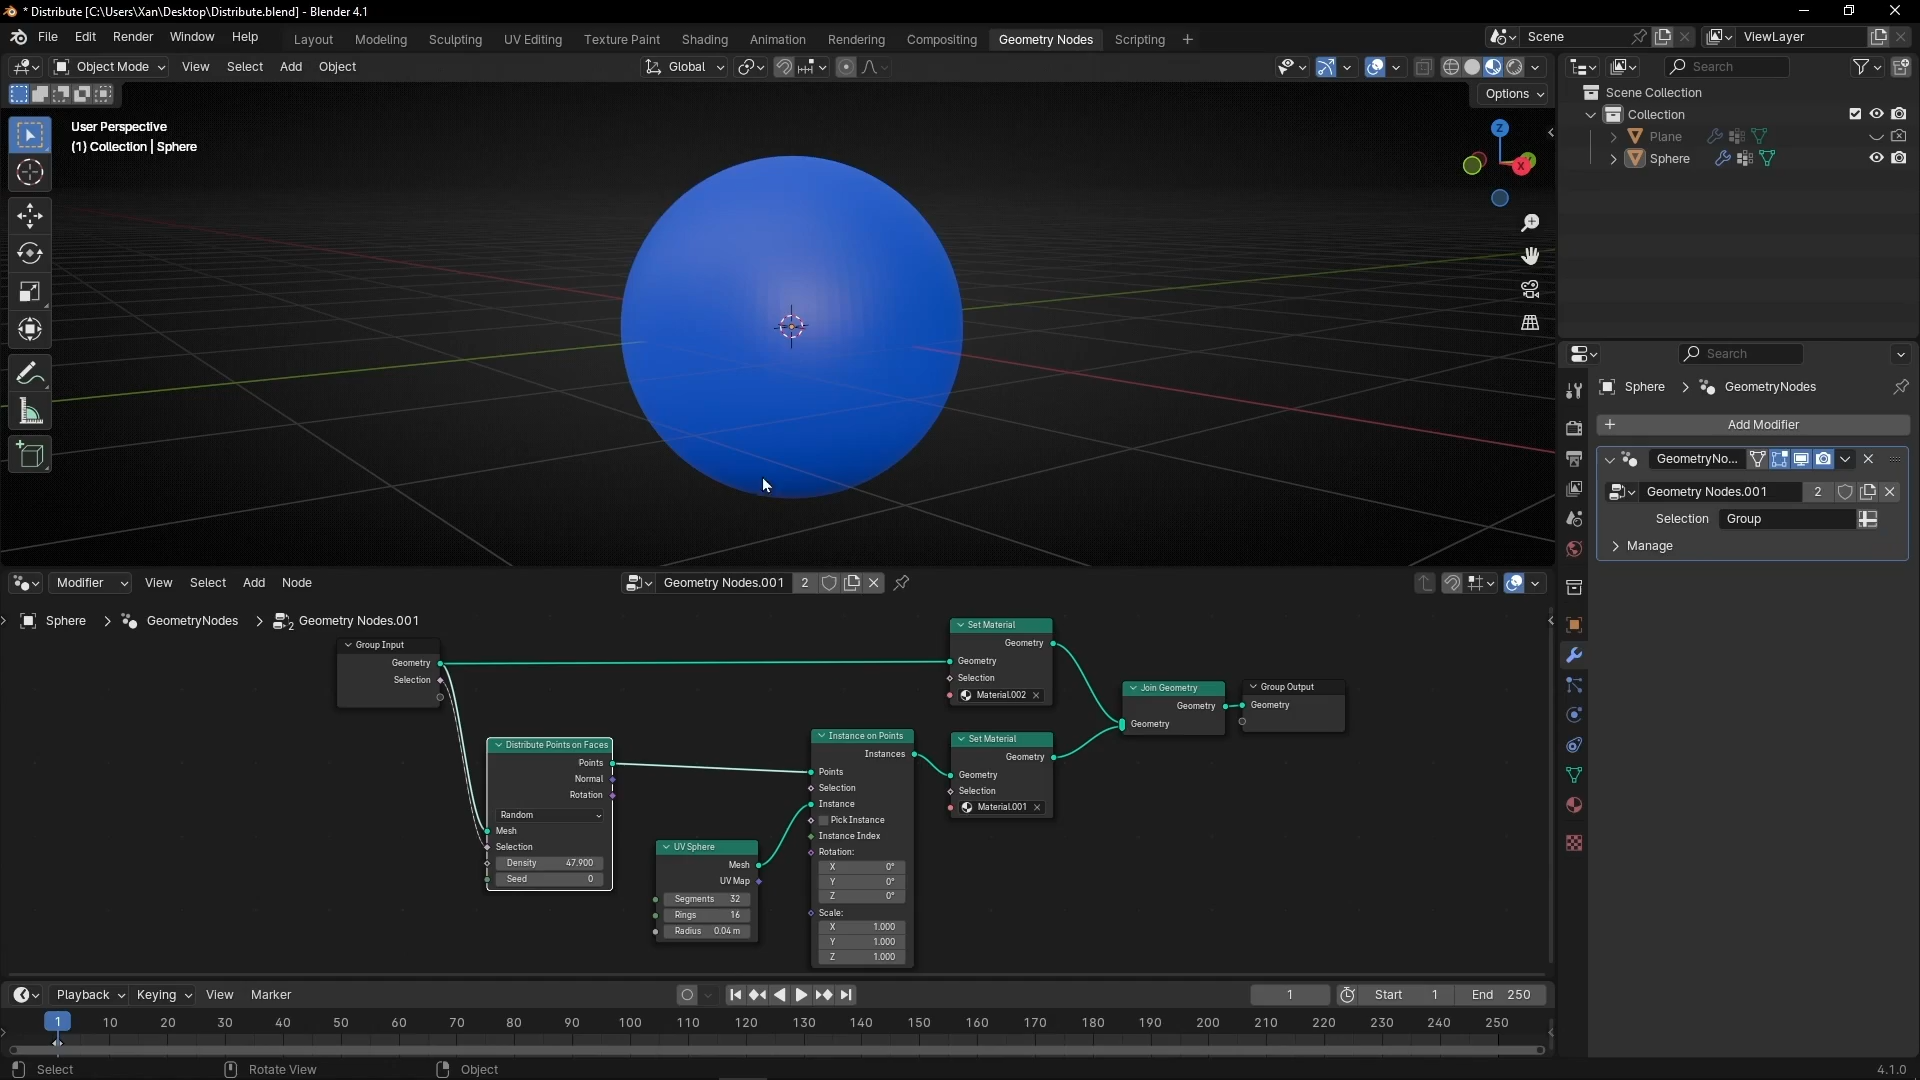 * Distribute [C:\Users\Xan\Desktop\Distribute.blend] - Blender 4.1
File Edit Render Window Help Layout Modeling Sculpting UV Editing Texture Paint Shading Animation Rendering Compositing Geometry Nodes Scripting + Scene ViewLayer
Object Mode View Select Add Object Global Search
Options
User Perspective
(1) Collection | Sphere
Z
X
Scene Collection
Collection
Plane
Sphere
Search
Sphere > GeometryNodes
+ Add Modifier
GeometryNo...
Geometry Nodes.001 2
Selection Group
Manage
Modifier View Select Add Node Geometry Nodes.001 2
Sphere > GeometryNodes > 2 Geometry Nodes.001
Group Input
Geometry
Selection
Distribute Points on Faces
Points
Normal
Rotation
Random
Mesh
Selection
Density 47.900
Seed 0
UV Sphere
Mesh
UV Map
Segments 32
Rings 16
Radius 0.04 m
Instance on Points
Instances
Points
Selection
Instance
Pick Instance
Instance Index
Rotation:
X 0°
Y 0°
Z 0°
Scale:
X 1.000
Y 1.000
Z 1.000
Set Material
Geometry
Geometry
Selection
Material.002
Set Material
Geometry
Geometry
Selection
Material.001
Join Geometry
Geometry
Geometry
Group Output
Geometry
Playback Keying View Marker 1 Start 1 End 250
1 10 20 30 40 50 60 70 80 90 100 110 120 130 140 150 160 170 180 190 200 210 220 230 240 250
Select Rotate View Object 4.1.0